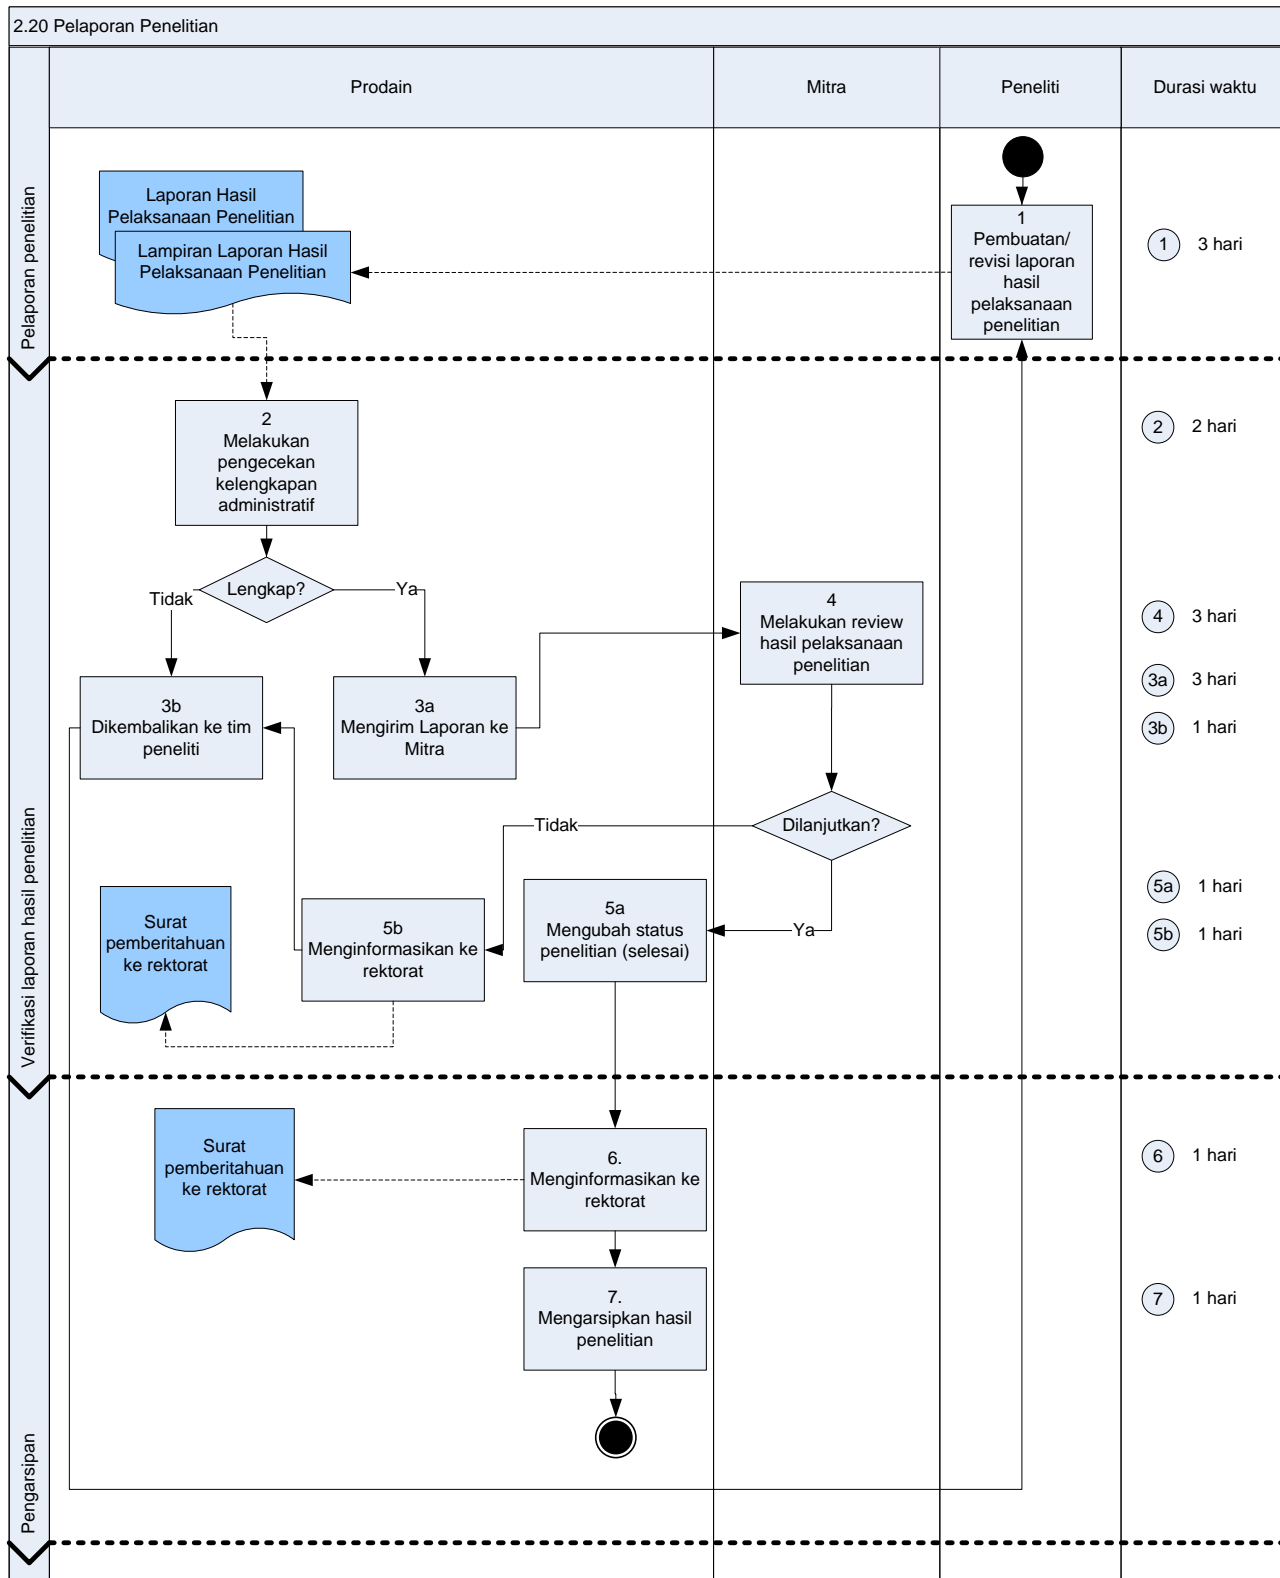 2.20 Pelaporan Penelitian
Prodain
Mitra
Peneliti
Durasi waktu
Pelaporan penelitian
Laporan Hasil
Pelaksanaan Penelitian
Lampiran Laporan Hasil
Pelaksanaan Penelitian
1
Pembuatan/
revisi laporan
hasil
pelaksanaan
penelitian
1 3 hari
Verifikasi laporan hasil penelitian
2
Melakukan
pengecekan
kelengkapan
administratif
2 2 hari
Lengkap?
Tidak
Ya
4
Melakukan review
hasil pelaksanaan
penelitian
4 3 hari
3b
Dikembalikan ke tim
peneliti
3a
Mengirim Laporan ke
Mitra
3a 3 hari
3b 1 hari
Dilanjutkan?
Tidak
Ya
Surat
pemberitahuan
ke rektorat
5b
Menginformasikan ke
rektorat
5a
Mengubah status
penelitian (selesai)
5a 1 hari
5b 1 hari
Pengarsipan
Surat
pemberitahuan
ke rektorat
6.
Menginformasikan ke
rektorat
6 1 hari
7.
Mengarsipkan hasil
penelitian
7 1 hari